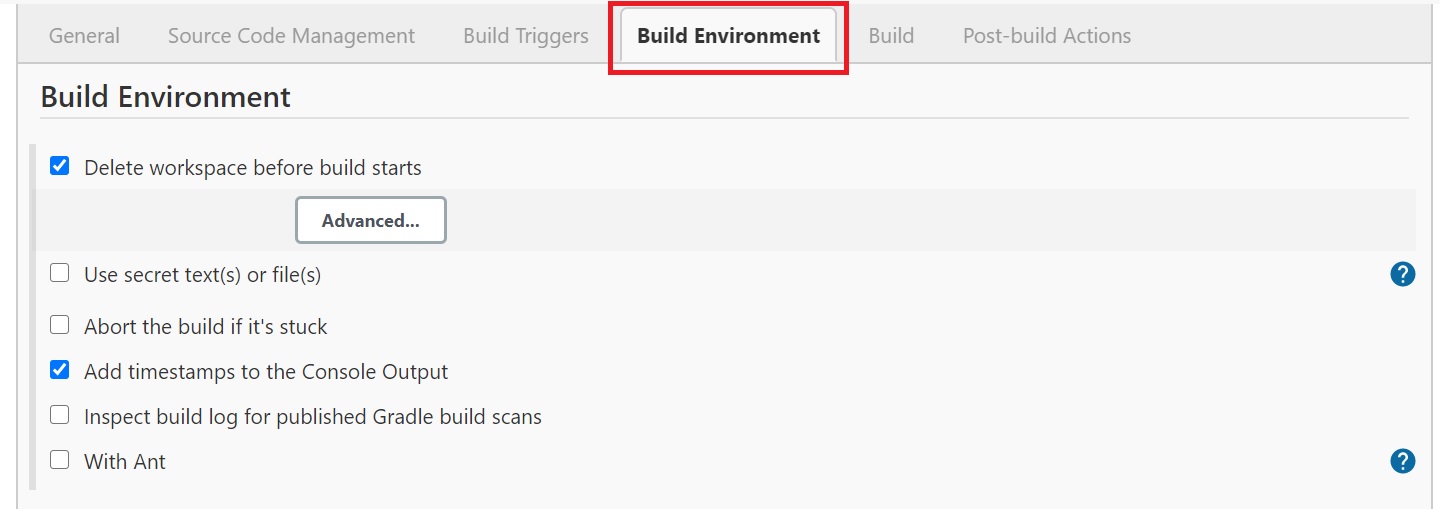 General Source Code Management Build Triggers Build Environment Build Post-build Actions
Build Environment
Delete workspace before build starts
Advanced...
Use secret text(s) or file(s)
?
Abort the build if it's stuck
Add timestamps to the Console Output
Inspect build log for published Gradle build scans
With Ant
?